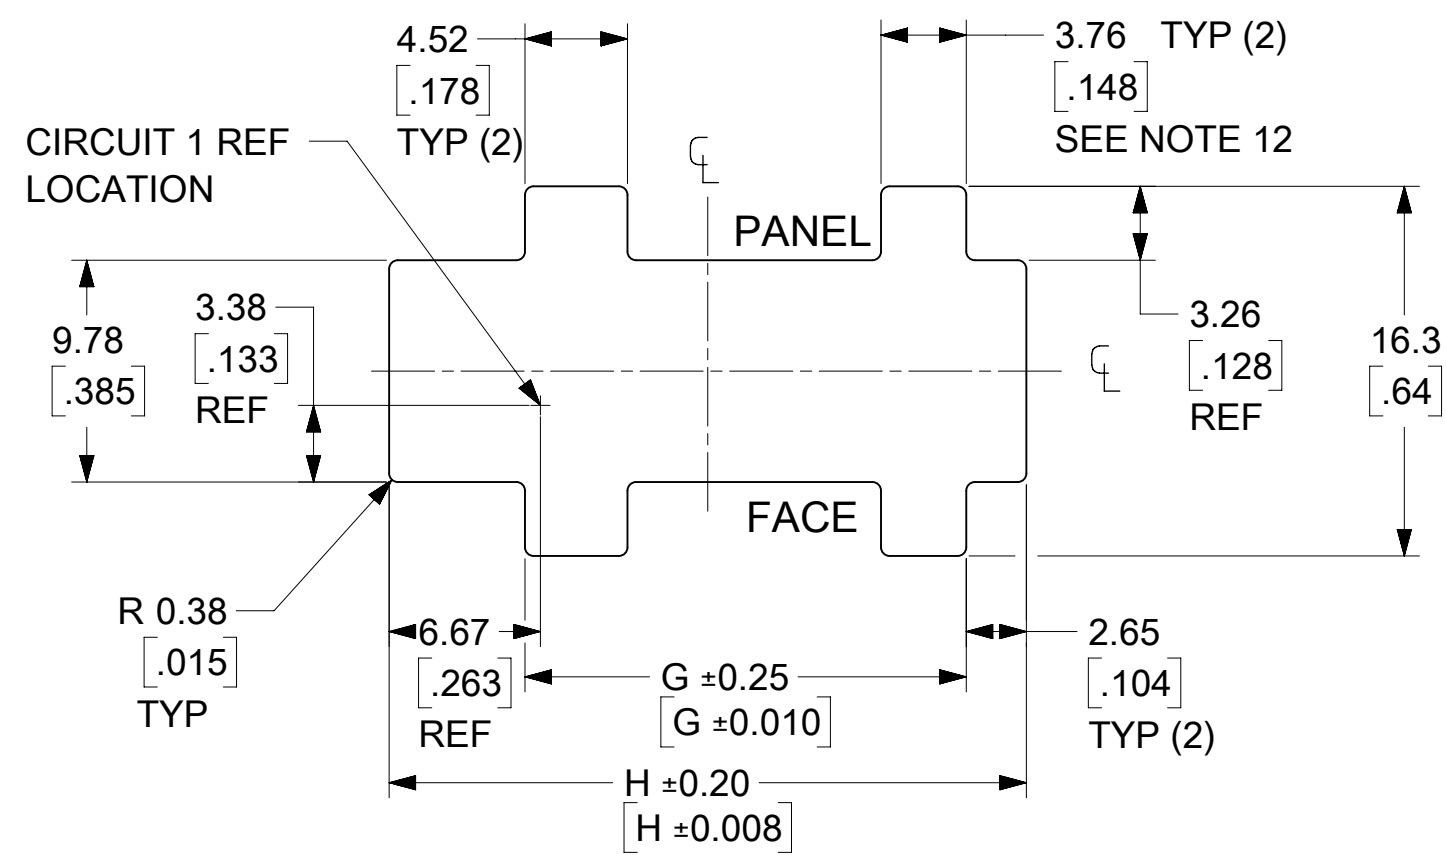 4.52
[.178]
TYP (2)
3.76 TYP (2)
[.148]
SEE NOTE 12
CIRCUIT 1 REF
LOCATION
CL
PANEL
9.78
[.385]
3.38
[.133]
REF
CL
3.26
[.128]
REF
16.3
[.64]
FACE
R 0.38
[.015]
TYP
6.67
[.263]
REF
G ±0.25
[G ±0.010]
2.65
[.104]
TYP (2)
H ±0.20
[H ±0.008]